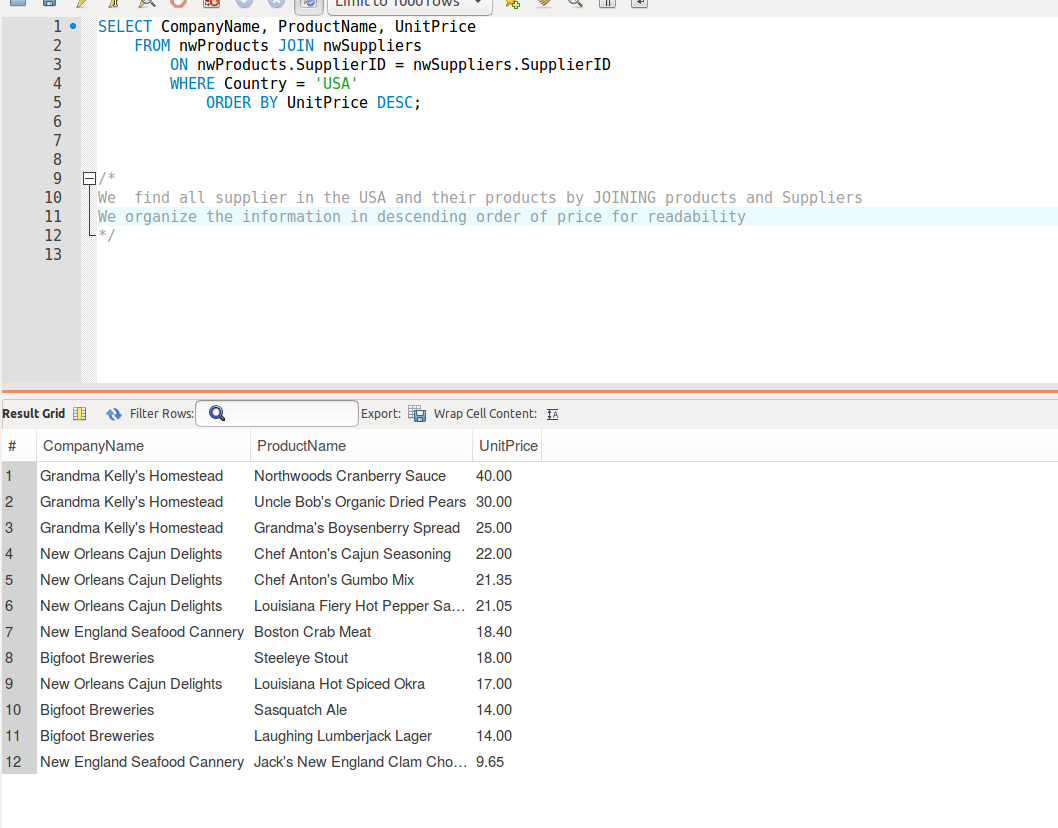 Limit to 1000 rows
1 SELECT CompanyName, ProductName, UnitPrice
2 FROM nwProducts JOIN nwSuppliers
3 ON nwProducts.SupplierID = nwSuppliers.SupplierID
4 WHERE Country = 'USA'
5 ORDER BY UnitPrice DESC;
6
7
8
9 /*
10 We  find all supplier in the USA and their products by JOINING products and Suppliers
11 We organize the information in descending order of price for readability
12 */
13
Result Grid Filter Rows: Export: Wrap Cell Content: IA
# CompanyName ProductName UnitPrice
1 Grandma Kelly's Homestead Northwoods Cranberry Sauce 40.00
2 Grandma Kelly's Homestead Uncle Bob's Organic Dried Pears 30.00
3 Grandma Kelly's Homestead Grandma's Boysenberry Spread 25.00
4 New Orleans Cajun Delights Chef Anton's Cajun Seasoning 22.00
5 New Orleans Cajun Delights Chef Anton's Gumbo Mix 21.35
6 New Orleans Cajun Delights Louisiana Fiery Hot Pepper Sa... 21.05
7 New England Seafood Cannery Boston Crab Meat 18.40
8 Bigfoot Breweries Steeleye Stout 18.00
9 New Orleans Cajun Delights Louisiana Hot Spiced Okra 17.00
10 Bigfoot Breweries Sasquatch Ale 14.00
11 Bigfoot Breweries Laughing Lumberjack Lager 14.00
12 New England Seafood Cannery Jack's New England Clam Cho... 9.65